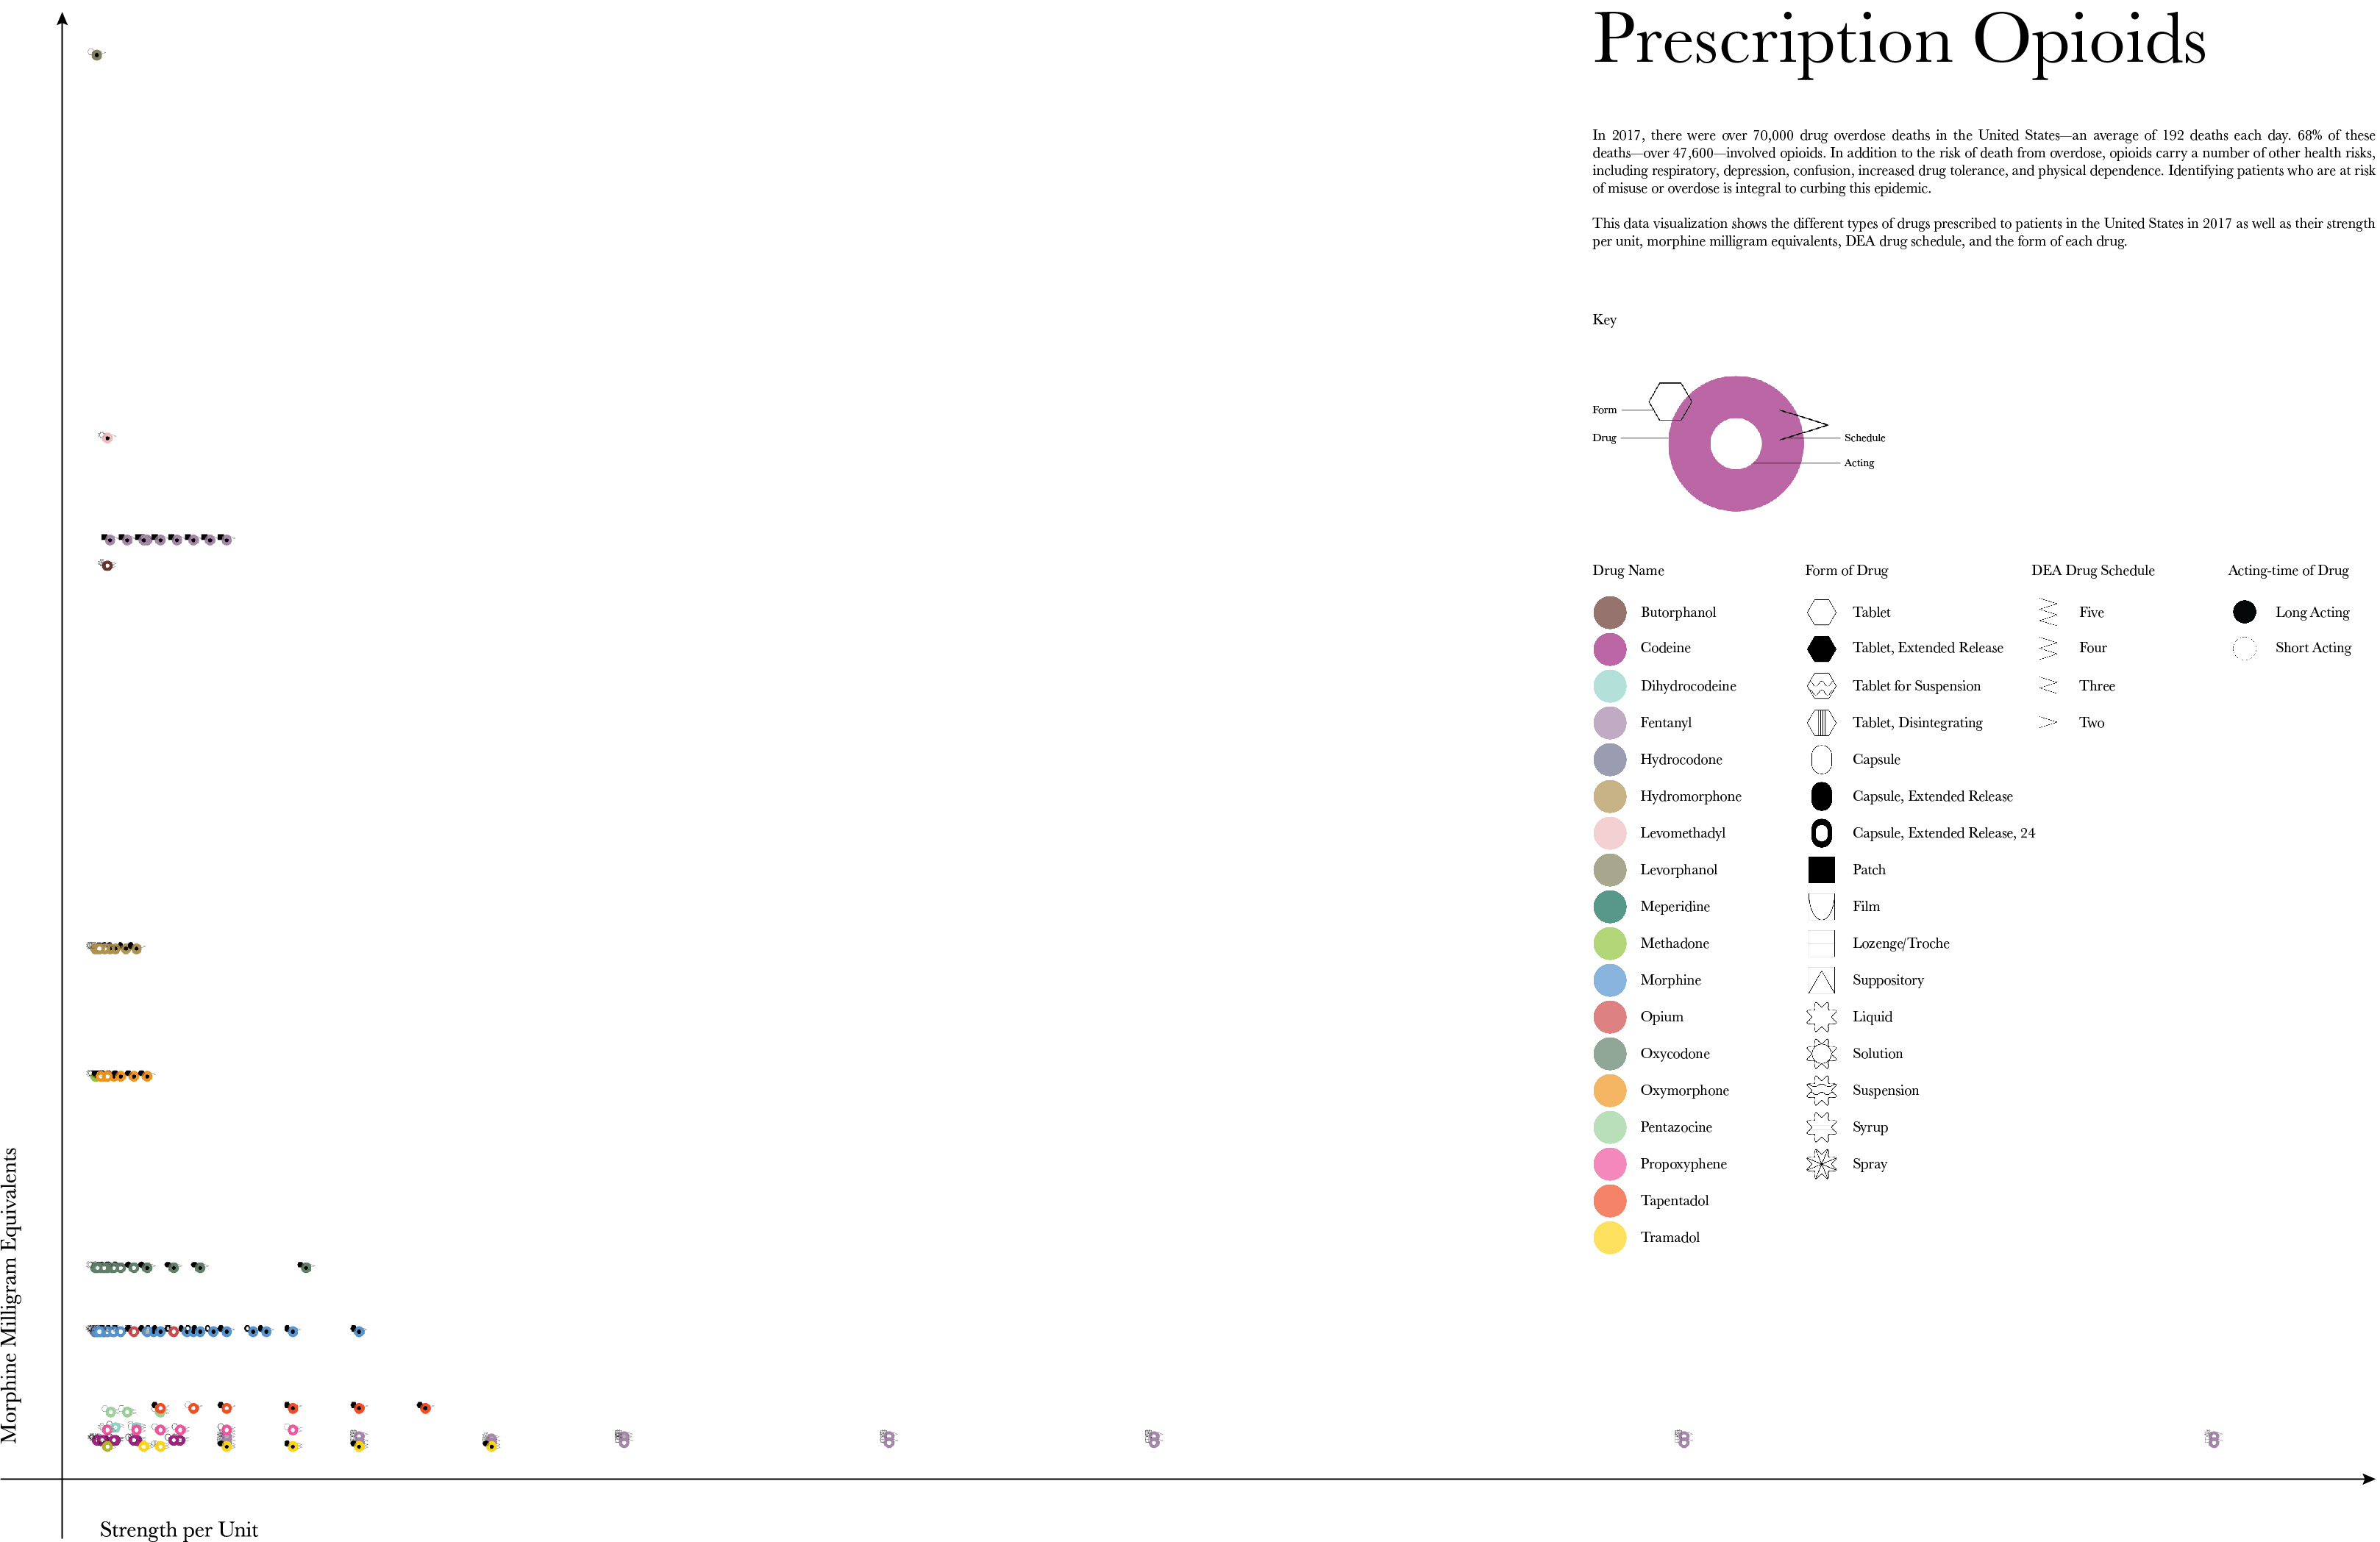 Prescription Opioids
In 2017, there were over 70,000 drug overdose deaths in the United States—an average of 192 deaths each day. 68% of these
deaths—over 47,600—involved opioids. In addition to the risk of death from overdose, opioids carry a number of other health risks,
including respiratory, depression, confusion, increased drug tolerance, and physical dependence. Identifying patients who are at risk
of misuse or overdose is integral to curbing this epidemic.
This data visualization shows the different types of drugs prescribed to patients in the United States in 2017 as well as their strength
per unit, morphine milligram equivalents, DEA drug schedule, and the form of each drug.
Key
Form
Drug
Schedule
Acting
Drug Name
Butorphanol
Codeine
Dihydrocodeine
Fentanyl
Hydrocodone
Hydromorphone
Levomethadyl
Levorphanol
Meperidine
Methadone
Morphine
Opium
Oxycodone
Oxymorphone
Pentazocine
Propoxyphene
Tapentadol
Tramadol
Form of Drug
Tablet
Tablet, Extended Release
Tablet for Suspension
Tablet, Disintegrating
Capsule
Capsule, Extended Release
Capsule, Extended Release, 24
Patch
Film
Lozenge/Troche
Suppository
Liquid
Solution
Suspension
Syrup
Spray
DEA Drug Schedule
Five
Four
Three
Two
Acting-time of Drug
Long Acting
Short Acting
Morphine Milligram Equivalents
Strength per Unit